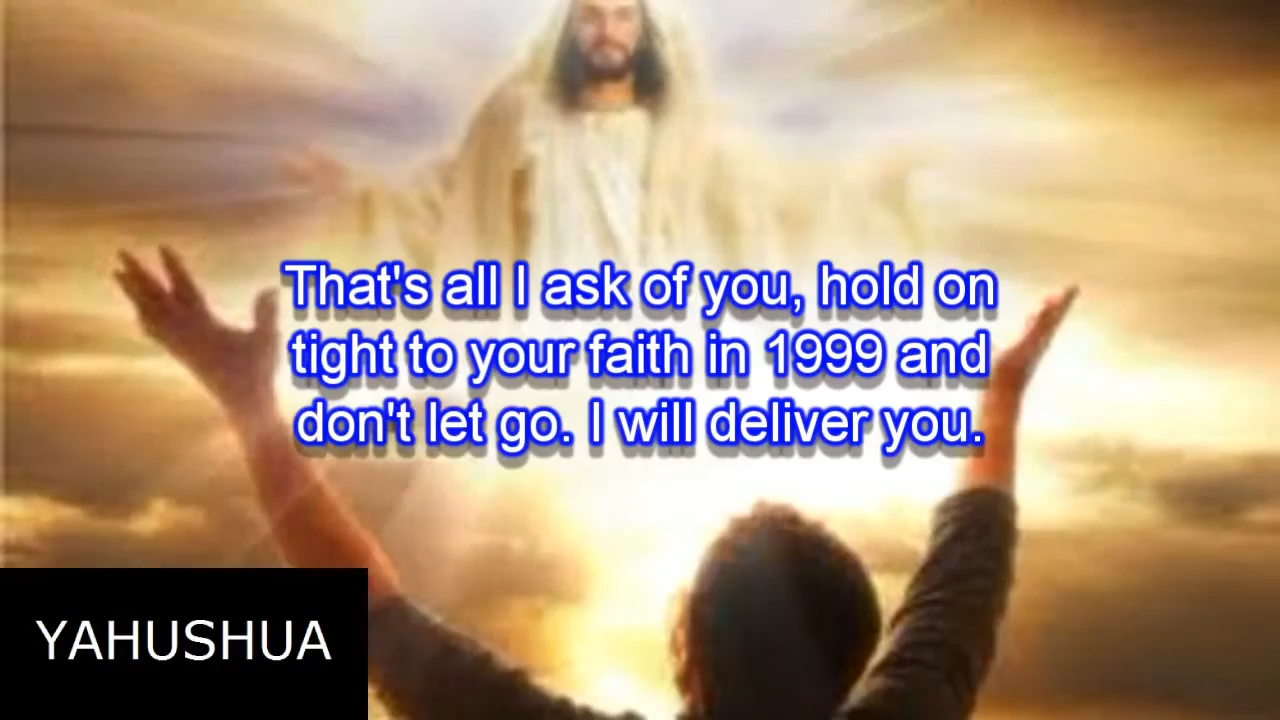 That's all I ask of you, hold on
tight to your faith in 1999 and
don't let go. I will deliver you.
YAHUSHUA